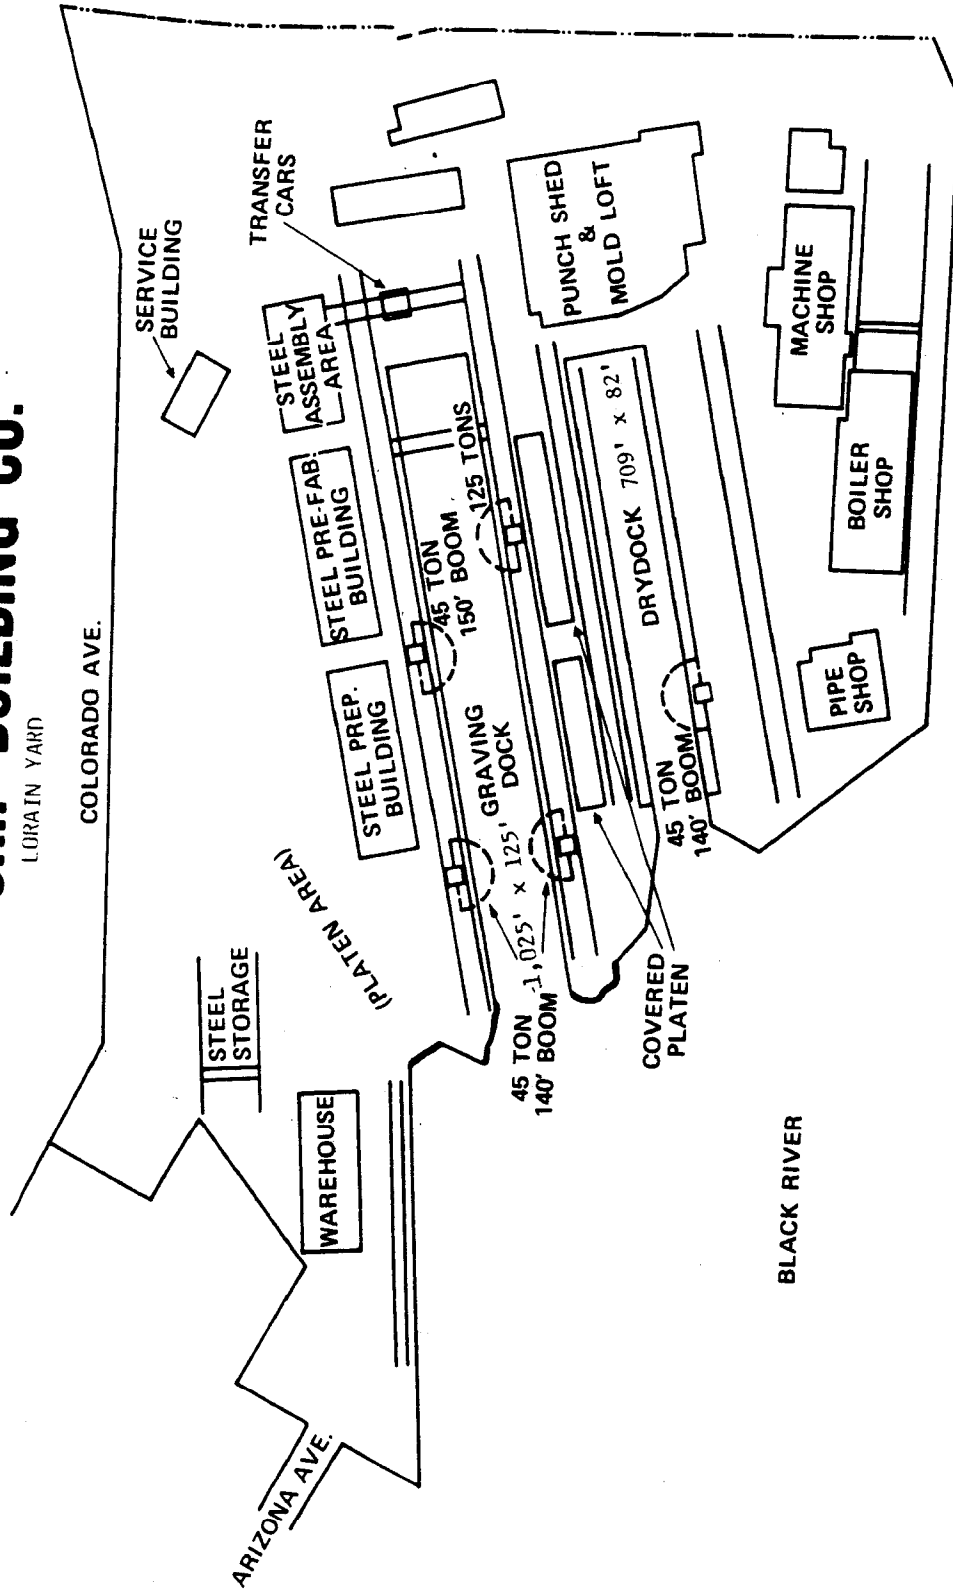 LORAIN YARD
COLORADO AVE.
SERVICE
BUILDING
TRANSFER
CARS
STEEL
ASSEMBLY
AREA
STEEL PRE-FAB.
BUILDING
STEEL PREP.
BUILDING
(PLATEN AREA)
STEEL
STORAGE
WAREHOUSE
ARIZONA AVE.
PUNCH SHED
&
MOLD LOFT
125 TONS
45 TON
150' BOOM
GRAVING
DOCK
1,025' x 125'
45 TON
140' BOOM
DRYDOCK 709' x 82'
45 TON
140' BOOM
COVERED
PLATEN
MACHINE
SHOP
BOILER
SHOP
PIPE
SHOP
BLACK RIVER